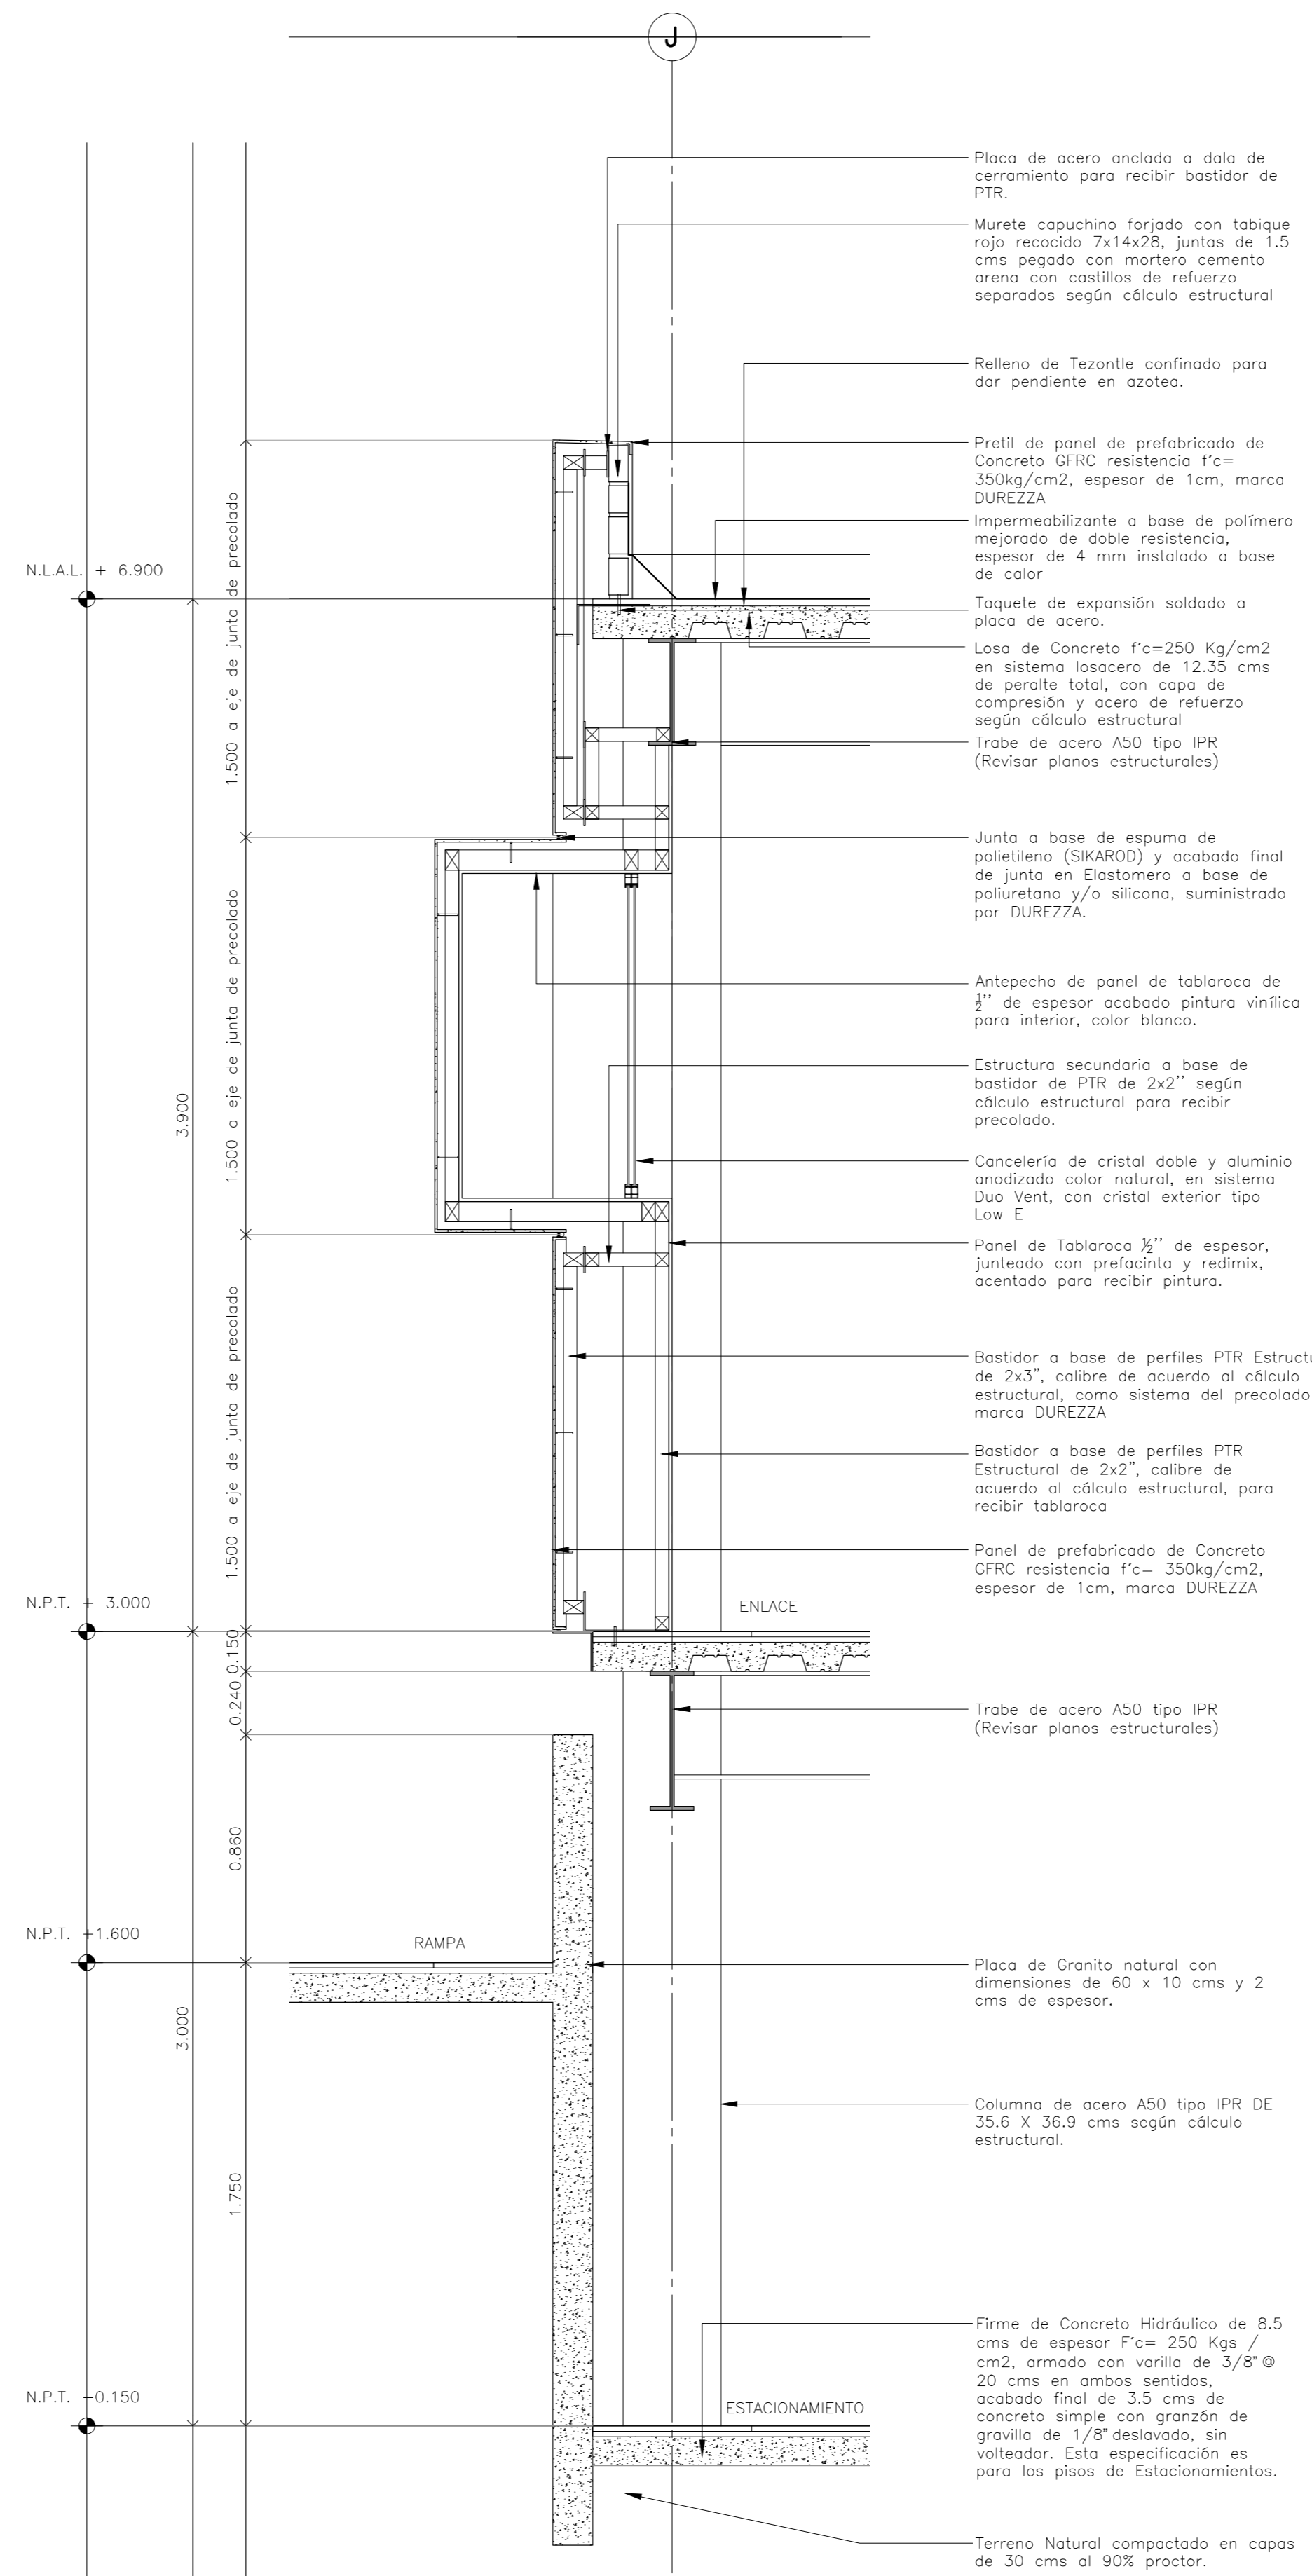 J
Placa de acero anclada a dala de
cerramiento para recibir bastidor de
PTR.
Murete capuchino forjado con tabique
rojo recocido 7x14x28, juntas de 1.5
cms pegado con mortero cemento
arena con castillos de refuerzo
separados según cálculo estructural
Relleno de Tezontle confinado para
dar pendiente en azotea.
Pretil de panel de prefabricado de
Concreto GFRC resistencia f'c=
350kg/cm2, espesor de 1cm, marca
DUREZZA
Impermeabilizante a base de polímero
mejorado de doble resistencia,
espesor de 4 mm instalado a base
de calor
Taquete de expansión soldado a
placa de acero.
Losa de Concreto f'c=250 Kg/cm2
en sistema losacero de 12.35 cms
de peralte total, con capa de
compresión y acero de refuerzo
según cálculo estructural
Trabe de acero A50 tipo IPR
(Revisar planos estructurales)
Junta a base de espuma de
polietileno (SIKAROD) y acabado final
de junta en Elastomero a base de
poliuretano y/o silicona, suministrado
por DUREZZA.
Antepecho de panel de tablaroca de
½'' de espesor acabado pintura vinílica
para interior, color blanco.
Estructura secundaria a base de
bastidor de PTR de 2x2'' según
cálculo estructural para recibir
precolado.
Cancelería de cristal doble y aluminio
anodizado color natural, en sistema
Duo Vent, con cristal exterior tipo
Low E
Panel de Tablaroca ½'' de espesor,
junteado con prefacinta y redimix,
acentado para recibir pintura.
Bastidor a base de perfiles PTR Estructu
de 2x3”, calibre de acuerdo al cálculo
estructural, como sistema del precolado
marca DUREZZA
Bastidor a base de perfiles PTR
Estructural de 2x2”, calibre de
acuerdo al cálculo estructural, para
recibir tablaroca
Panel de prefabricado de Concreto
GFRC resistencia f'c= 350kg/cm2,
espesor de 1cm, marca DUREZZA
Trabe de acero A50 tipo IPR
(Revisar planos estructurales)
Placa de Granito natural con
dimensiones de 60 x 10 cms y 2
cms de espesor.
Columna de acero A50 tipo IPR DE
35.6 X 36.9 cms según cálculo
estructural.
Firme de Concreto Hidráulico de 8.5
cms de espesor F'c= 250 Kgs /
cm2, armado con varilla de 3/8"@
20 cms en ambos sentidos,
acabado final de 3.5 cms de
concreto simple con granzón de
gravilla de 1/8"deslavado, sin
volteador. Esta especificación es
para los pisos de Estacionamientos.
Terreno Natural compactado en capas
de 30 cms al 90% proctor.
N.L.A.L. + 6.900
N.P.T. + 3.000
N.P.T. +1.600
N.P.T. -0.150
3.900
3.000
1.500 a eje de junta de precolado
1.500 a eje de junta de precolado
1.500 a eje de junta de precolado
0.150
0.240
0.860
1.750
ENLACE
RAMPA
ESTACIONAMIENTO